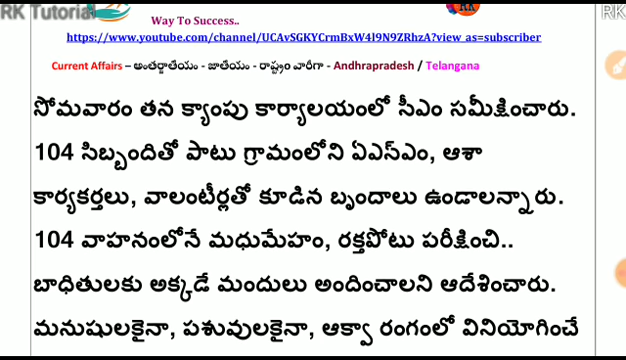 RK Tutorial
RK
RK
Way To Success..
https://www.youtube.com/channel/UCAvSGKYCrmBxW4l9N9ZRhzA?view_as=subscriber
Current Affairs – అంతర్జాతీయం - జాతీయం - రాష్ట్రం వారీగా - Andhrapradesh / Telangana
సోమవారం తన క్యాంపు కార్యాలయంలో సీఎం సమీక్షించారు.
104 సిబ్బందితో పాటు గ్రామంలోని ఏఎన్ఎం, ఆశా
కార్యకర్తలు, వాలంటీర్లతో కూడిన బృందాలు ఉండాలన్నారు.
104 వాహనంలోనే మధుమేహం, రక్తపోటు పరీక్షించి..
బాధితులకు అక్కడే మందులు అందించాలని ఆదేశించారు.
మనుషులకైనా, పశువులకైనా, ఆక్వా రంగంలో వినియోగించే